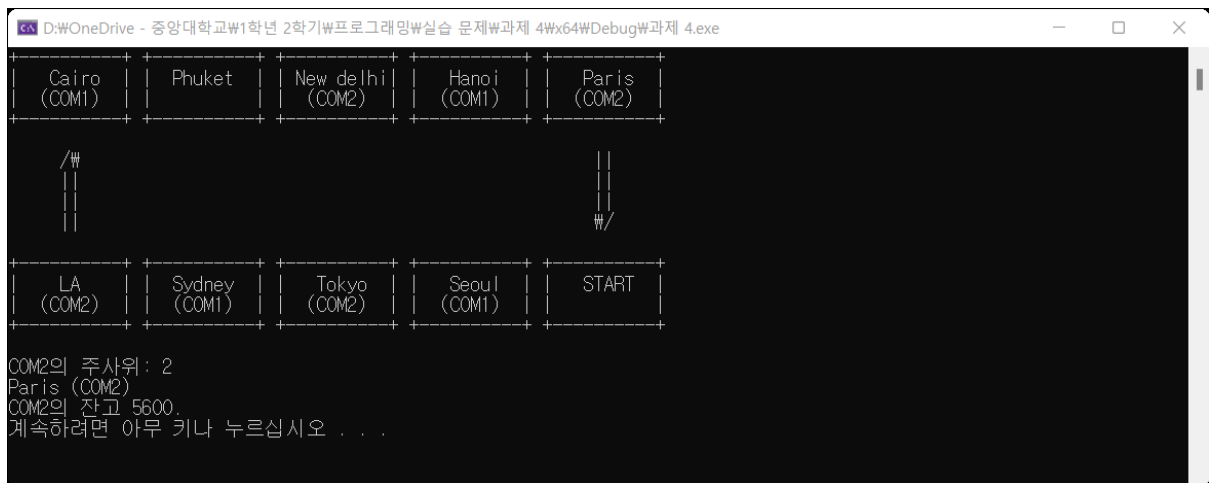 D:₩OneDrive - 중앙대학교₩1학년 2학기₩프로그래밍₩실습 문제₩과제 4₩x64₩Debug₩과제 4.exe
+-----------+ +-----------+ +-----------+ +-----------+ +-----------+
|   Cairo   | |  Phuket   | | New delhi| |   Hanoi   | |   Paris   |
|  (COM1)   | |           | |  (COM2)   | |  (COM1)   | |  (COM2)   |
+-----------+ +-----------+ +-----------+ +-----------+ +-----------+
/₩ ||
|| ||
|| ||
|| ₩/
+-----------+ +-----------+ +-----------+ +-----------+ +-----------+
|    LA     | |  Sydney   | |   Tokyo   | |   Seoul   | |   START   |
|  (COM2)   | |  (COM1)   | |  (COM2)   | |  (COM1)   | |           |
+-----------+ +-----------+ +-----------+ +-----------+ +-----------+
COM2의 주사위: 2
Paris (COM2)
COM2의 잔고 5600.
계속하려면 아무 키나 누르십시오 . . .